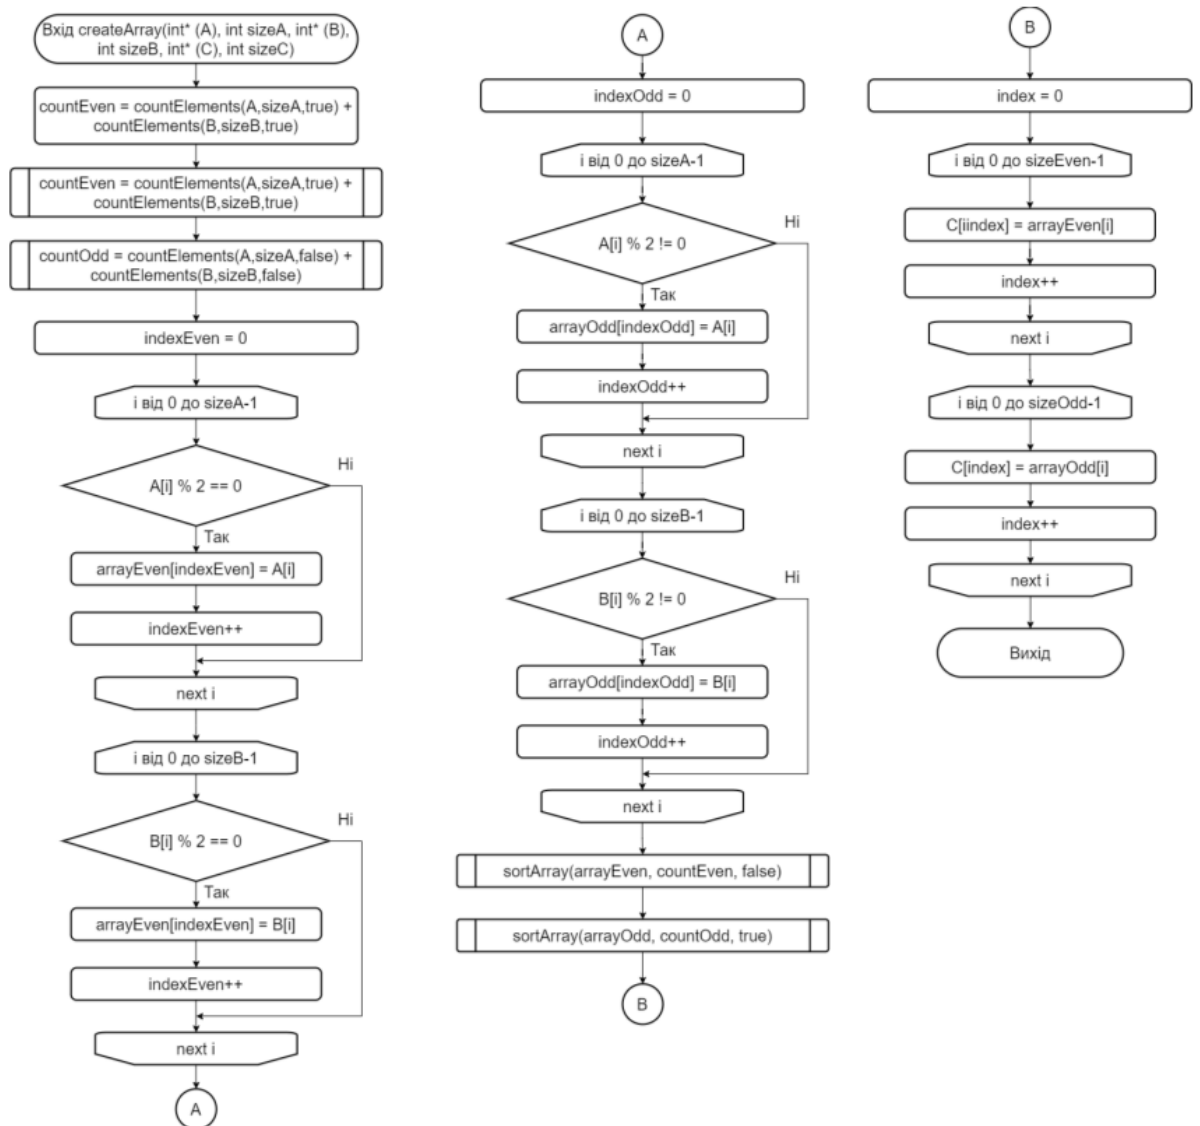 Вхід createArray(int* (A), int sizeA, int* (B),
int sizeB, int* (C), int sizeC)
countEven = countElements(A,sizeA,true) +
countElements(B,sizeB,true)
countEven = countElements(A,sizeA,true) +
countElements(B,sizeB,true)
countOdd = countElements(A,sizeA,false) +
countElements(B,sizeB,false)
indexEven = 0
і від 0 до sizeA-1
A[i] % 2 == 0
Ні
Так
arrayEven[indexEven] = A[i]
indexEven++
next i
і від 0 до sizeB-1
B[i] % 2 == 0
Ні
Так
arrayEven[indexEven] = B[i]
indexEven++
next i
A
A
indexOdd = 0
і від 0 до sizeA-1
A[i] % 2 != 0
Ні
Так
arrayOdd[indexOdd] = A[i]
indexOdd++
next i
і від 0 до sizeB-1
B[i] % 2 != 0
Ні
Так
arrayOdd[indexOdd] = B[i]
indexOdd++
next i
sortArray(arrayEven, countEven, false)
sortArray(arrayOdd, countOdd, true)
B
B
index = 0
і від 0 до sizeEven-1
C[iindex] = arrayEven[i]
index++
next i
і від 0 до sizeOdd-1
C[index] = arrayOdd[i]
index++
next i
Вихід